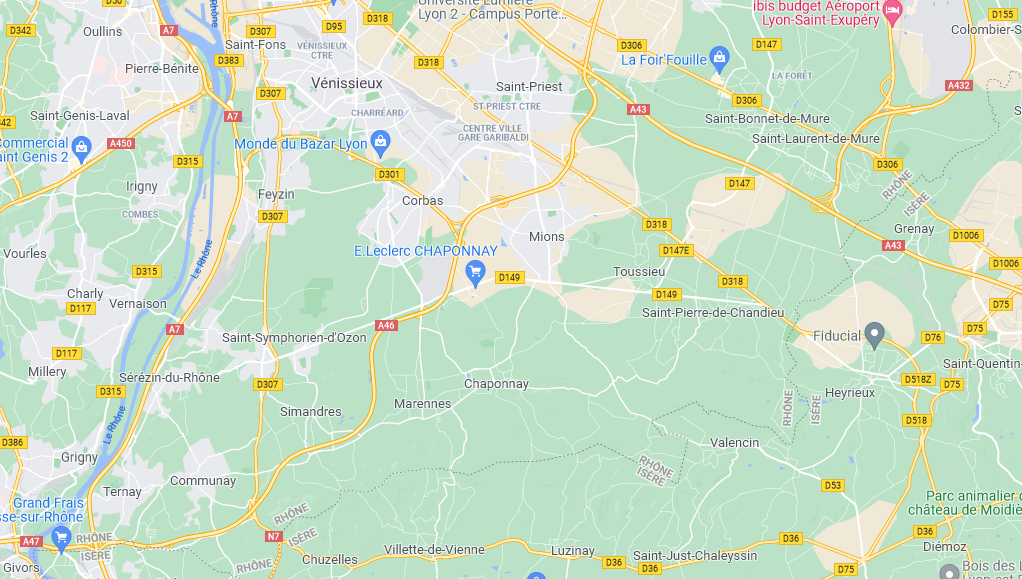 D50
Rhône
D342
Oullins
A7
D307
D95
D318
Université Lumière
Lyon 2 - Campus Porte...
ibis budget Aéroport
Lyon-Saint-Exupéry
D155
Colombier-S
Saint-Fons
VÉNISSIEUX
CTRE
D306
D147
Pierre-Bénite
D383
D318
La Foir'Fouille
LA FORÊT
Vénissieux
Saint-Priest
A432
D307
D306
Saint-Genis-Laval
A7
CHARRÉARD
ST PRIEST CTRE
A43
Saint-Bonnet-de-Mure
342
Commercial
aint Genis 2
A450
Monde du Bazar Lyon
CENTRE VILLE
GARE GARIBALDI
Saint-Laurent-de-Mure
D315
D301
D306
Irigny
Feyzin
Corbas
D147
RHÔNE
ISÈRE
COMBES
D307
D318
Grenay
Mions
D1006
Vourles
Le Rhône
E.Leclerc CHAPONNAY
D147E
A43
D315
D149
Toussieu
D318
D1006
Charly
Vernaison
D149
D75
D117
Saint-Pierre-de-Chandieu
A7
A46
Saint-Symphorien-d'Ozon
Fiducial
D76
D75
D117
Saint-Quentin
Millery
Sérézin-du-Rhône
D307
Chaponnay
D518Z
D75
D315
Heyrieux
Simandres
Marennes
RHÔNE
ISÈRE
D518
Le Rhône
D386
Valencin
Grigny
RHÔNE
ISÈRE
Communay
D53
Ternay
Grand Frais
sse-sur-Rhône
RHÔNE
Parc animalier
château de Moidiè
A47
RHÔNE
ISÈRE
N7
ISÈRE
D36
D36
Villette-de-Vienne
Luzinay
Saint-Just-Chaleyssin
Diémoz
Givors
RHÔNE
Chuzelles
D36
D36
D75
Bois des